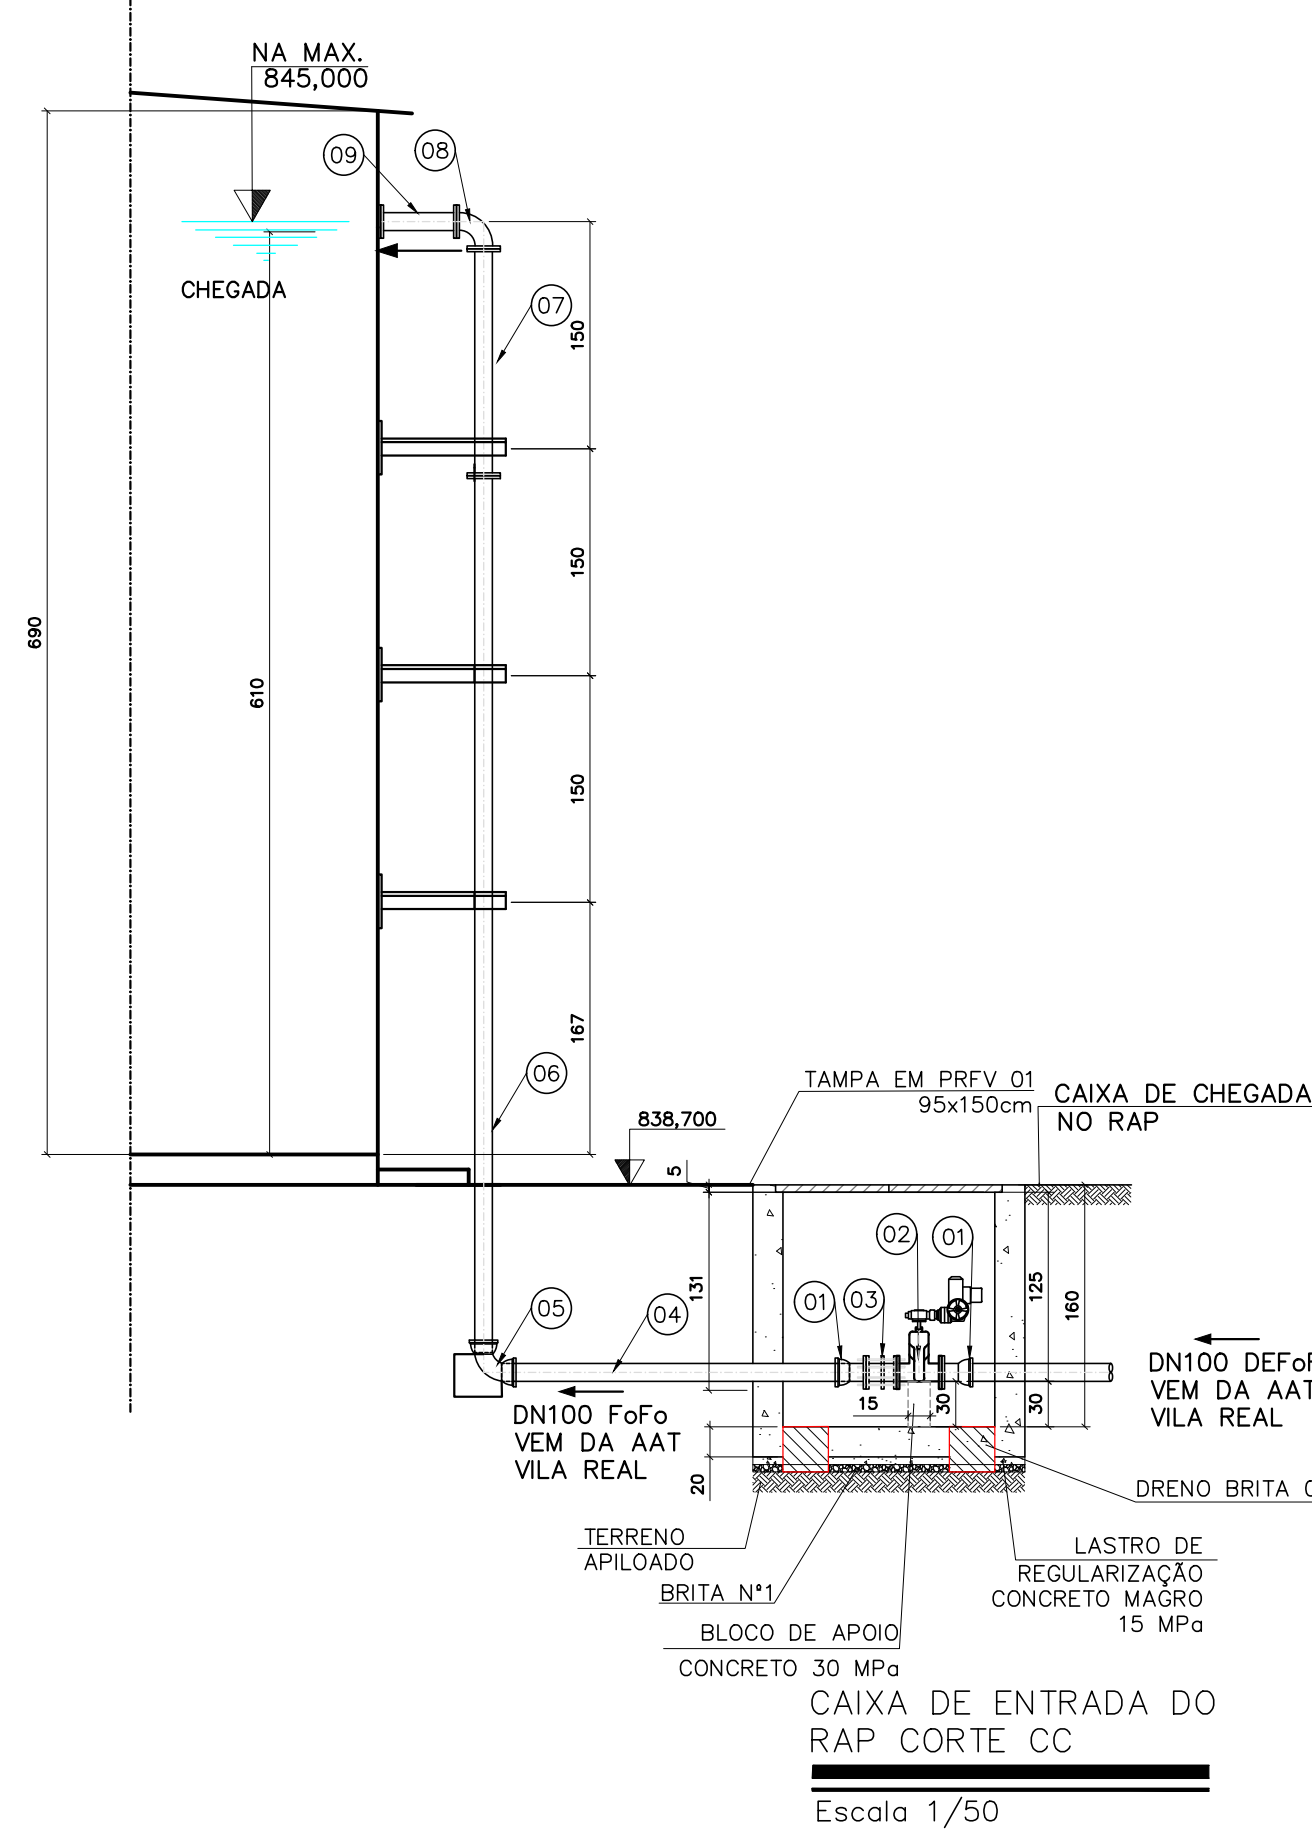 NA MAX.
845,000
09
08
CHEGADA
07
150
690
610
150
150
167
06
TAMPA EM PRFV 01
95x150cm
CAIXA DE CHEGADA
NO RAP
838,700
5
02
01
131
125
160
05
04
01
03
15
30
30
DN100 FoFo
VEM DA AAT
VILA REAL
DN100 DEFoF
VEM DA AAT
VILA REAL
20
DRENO BRITA
TERRENO
APILOADO
BRITA N°1
LASTRO DE
REGULARIZAÇÃO
CONCRETO MAGRO
15 MPa
BLOCO DE APOIO
CONCRETO 30 MPa
CAIXA DE ENTRADA DO
RAP CORTE CC
Escala 1/50